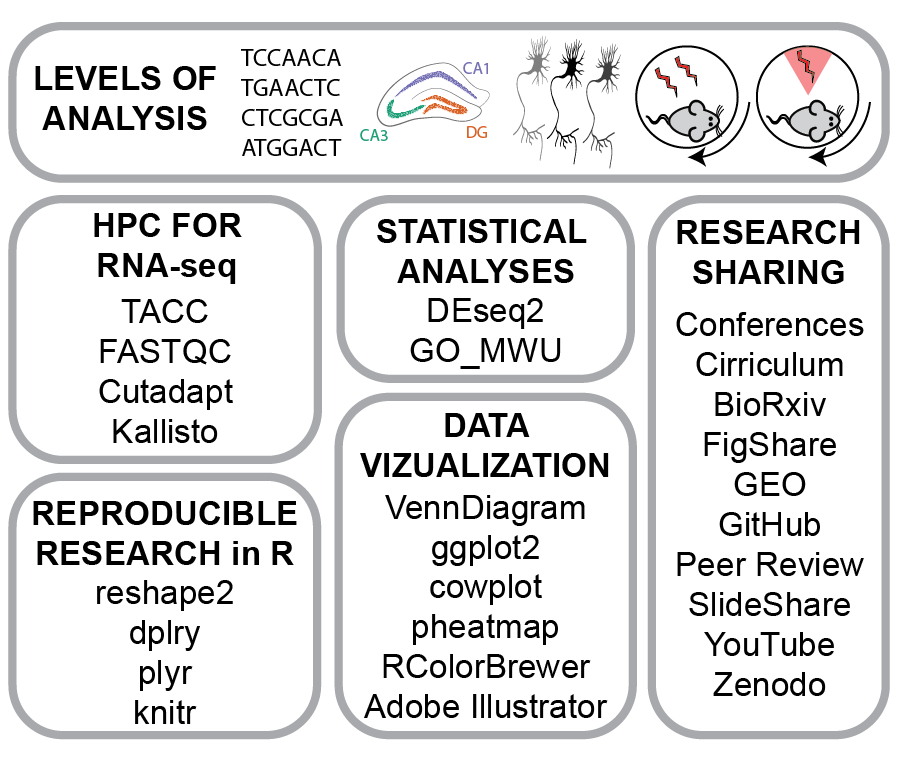 LEVELS OF
ANALYSIS
TCCAACA
TGAACTC
CTCGCGA
ATGGACT
CA1
CA3
DG
HPC FOR
RNA-seq
TACC
FASTQC
Cutadapt
Kallisto
REPRODUCIBLE
RESEARCH in R
reshape2
dplry
plyr
knitr
STATISTICAL
ANALYSES
DEseq2
GO_MWU
DATA
VIZUALIZATION
VennDiagram
ggplot2
cowplot
pheatmap
RColorBrewer
Adobe Illustrator
RESEARCH
SHARING
Conferences
Cirriculum
BioRxiv
FigShare
GEO
GitHub
Peer Review
SlideShare
YouTube
Zenodo